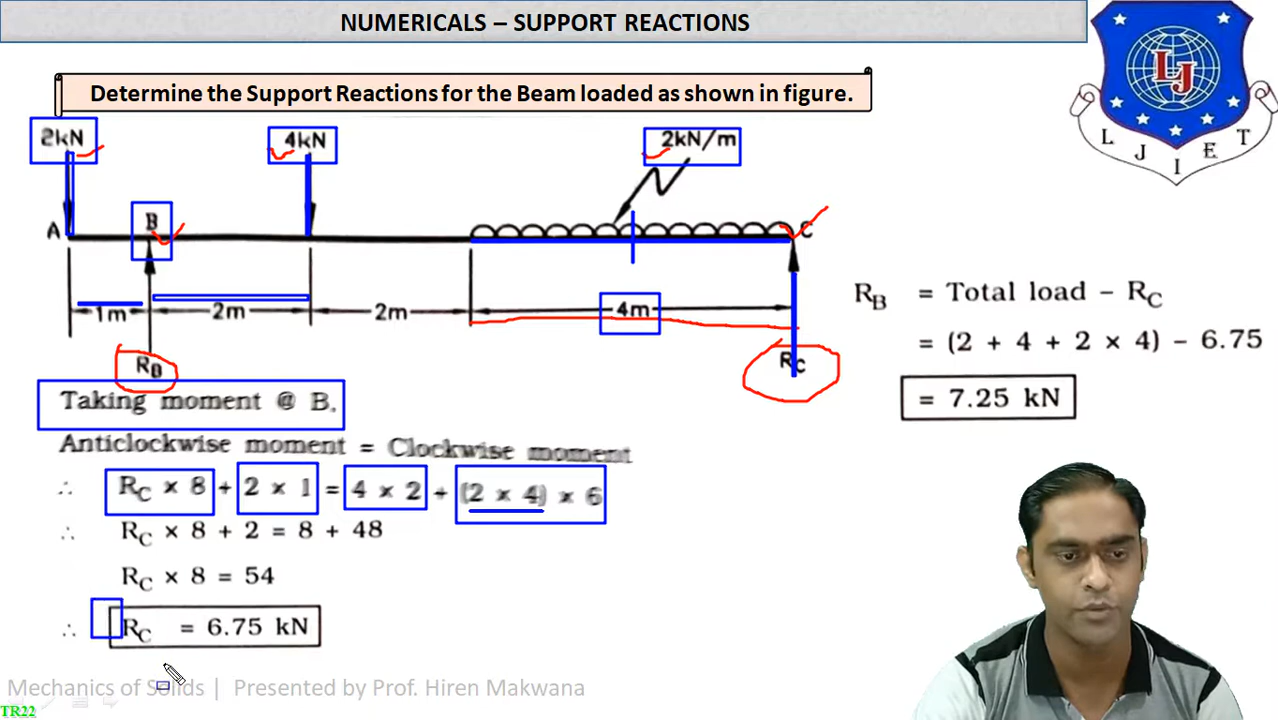 NUMERICALS – SUPPORT REACTIONS
Determine the Support Reactions for the Beam loaded as shown in figure.
2kN
4kN
2kN/m
A
B
C
1m
2m
2m
4m
RB
RC
Taking moment @ B.
Anticlockwise moment = Clockwise moment
∴ RC × 8 + 2 × 1 = 4 × 2 + (2 × 4) × 6
∴ RC × 8 + 2 = 8 + 48
RC × 8 = 54
∴ RC = 6.75 kN
RB = Total load – RC
= (2 + 4 + 2 × 4) – 6.75
= 7.25 kN
LJ
L J I E T
Mechanics of Solids | Presented by Prof. Hiren Makwana
TR22